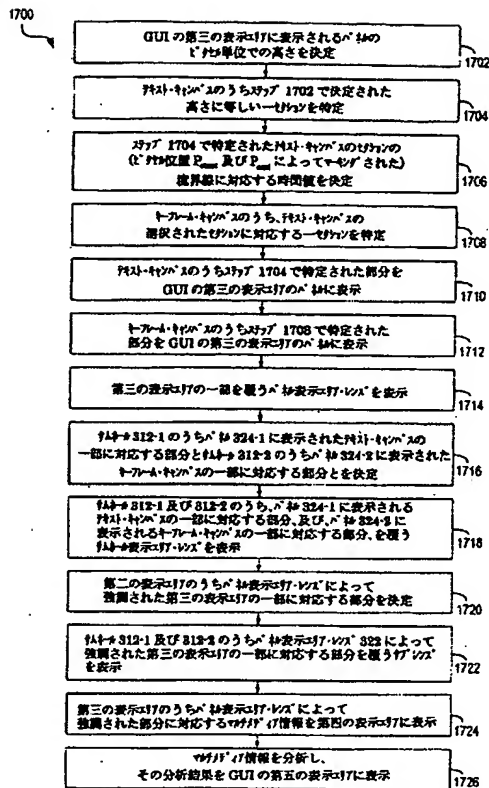 1700
GUI の第三の表示エリアに表示されるパネルの
ピクセル単位での高さを決定
1702
テキスト・キャンバスのうちステップ 1702 で決定された
高さに等しい一セクションを特定
1704
ステップ 1704 で特定されたテキスト・キャンバスのセクションの
(ピクセル位置 P 及び P によってマーキングされた)
境界線に対応する時間値を決定
1706
キーフレーム・キャンバスのうち、テキスト・キャンバスの
選択されたセクションに対応する一セクションを特定
1708
テキスト・キャンバスのうちステップ 1704 で特定された部分を
GUI の第三の表示エリアのパネルに表示
1710
キーフレーム・キャンバスのうちステップ 1708 で特定された
部分を GUI の第三の表示エリアのパネルに表示
1712
第三の表示エリアの一部を覆うパネル表示エリア・レンズを表示
1714
サムネール 312-1 のうちパネル 324-1 に表示されたテキスト・キャンバスの
一部に対応する部分とサムネール 312-2 のうちパネル 324-2 に表示された
キーフレーム・キャンバスの一部に対応する部分とを決定
1716
サムネール 312-1 及び 312-2 のうち、パネル 324-1 に表示される
テキスト・キャンバスの一部に対応する部分、及び、パネル 324-2 に
表示されるキーフレーム・キャンバスの一部に対応する部分、を覆う
サムネール表示エリア・レンズを表示
1718
第二の表示エリアのうちパネル表示エリア・レンズによって
強調された第三の表示エリアの一部に対応する部分を決定
1720
サムネール 312-1 及び 312-2 のうちパネル表示エリア・レンズ 322 によって
強調された第三の表示エリアの一部に対応する部分を覆うサブレンズ
を表示
1722
第三の表示エリアのうちパネル表示エリア・レンズによって
強調された部分に対応するマルチメディア情報を第四の表示エリアに表示
1724
マルチメディア情報を分析し、
その分析結果を GUI の第五の表示エリアに表示
1726